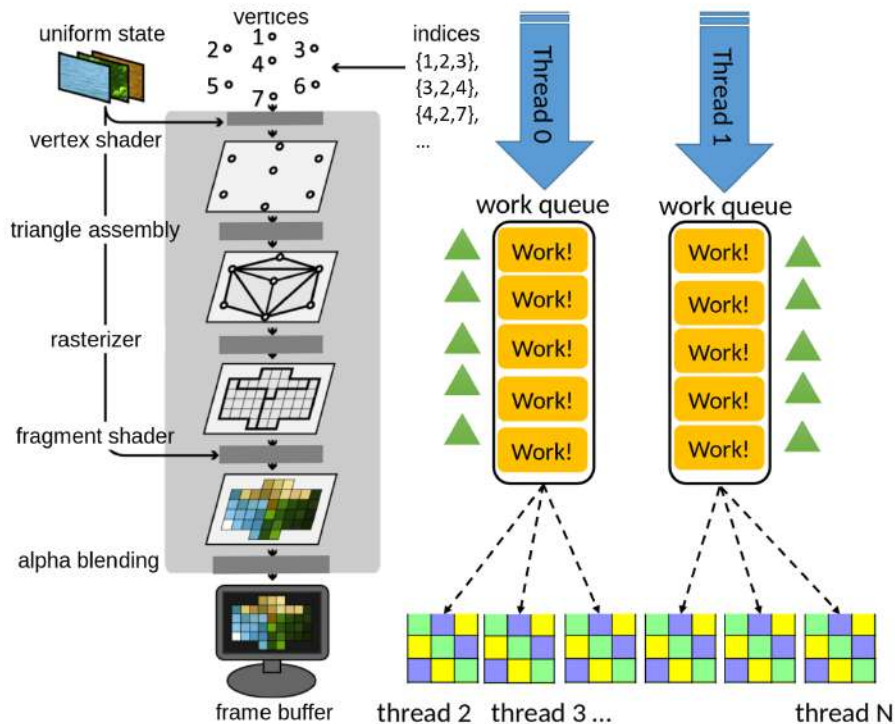 uniform state
vertices
1
2
3
4
5
6
7
indices
{1,2,3},
{3,2,4},
{4,2,7},
...
vertex shader
triangle assembly
rasterizer
fragment shader
alpha blending
frame buffer
Thread 0
Thread 1
work queue
Work!
Work!
Work!
Work!
Work!
work queue
Work!
Work!
Work!
Work!
Work!
thread 2
thread 3 ...
thread N